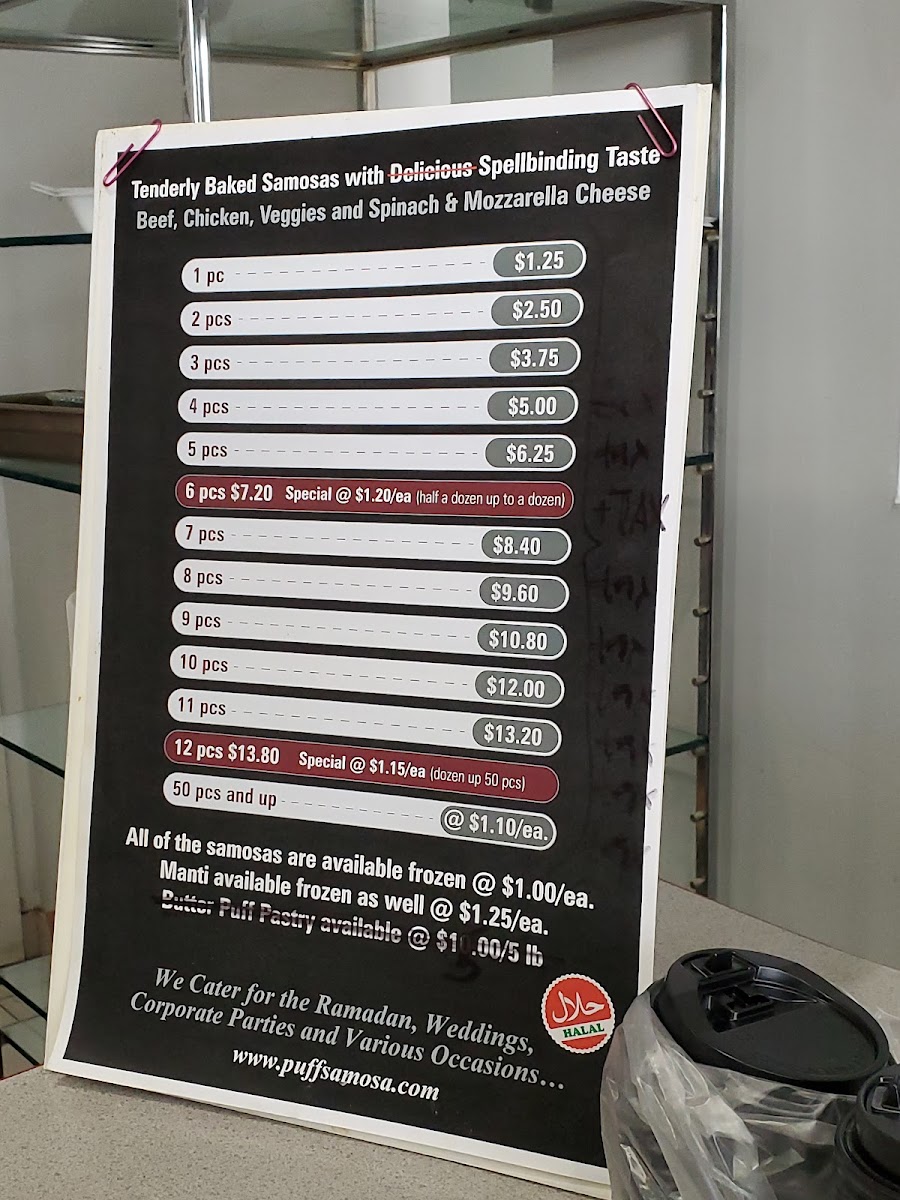 Tenderly Baked Samosas with Delicious Spellbinding Taste
Beef, Chicken, Veggies and Spinach & Mozzarella Cheese
1 pc $1.25
2 pcs $2.50
3 pcs $3.75
4 pcs $5.00
5 pcs $6.25
6 pcs $7.20 Special @ $1.20/ea (half a dozen up to a dozen)
+TAX
7 pcs $8.40
8 pcs $9.60
9 pcs $10.80
10 pcs $12.00
11 pcs $13.20
12 pcs $13.80 Special @ $1.15/ea (dozen up 50 pcs)
50 pcs and up @ $1.10/ea.
All of the samosas are available frozen @ $1.00/ea.
Manti available frozen as well @ $1.25/ea.
Butter Puff Pastry available @ $10.00/5 lb
We Cater for the Ramadan, Weddings,
Corporate Parties and Various Occasions...
www.puffsamosa.com
حلال
HALAL